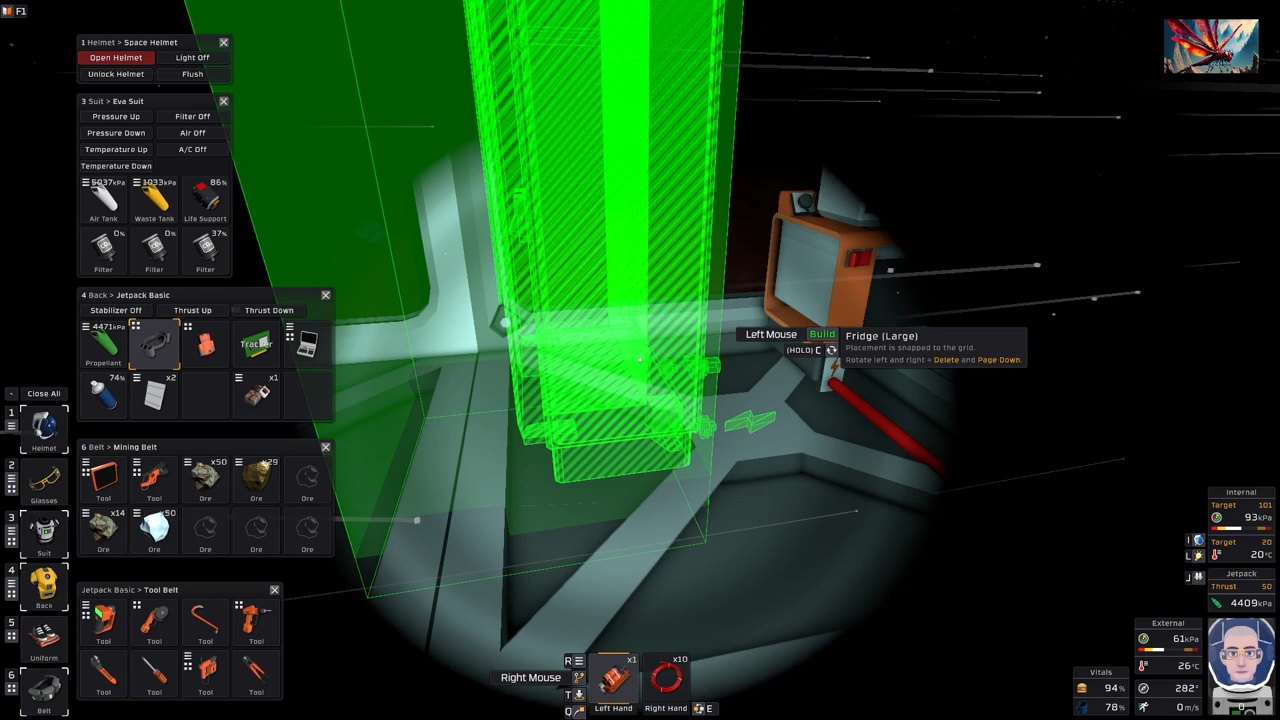 F1
1 Helmet > Space Helmet
Open Helmet
Light Off
Unlock Helmet
Flush
3 Suit > Eva Suit
Pressure Up
Filter Off
Pressure Down
Air Off
Temperature Up
A/C Off
Temperature Down
5037kPa
1033kPa
86%
Air Tank
Waste Tank
Life Support
0%
0%
37%
Filter
Filter
Filter
4 Back > Jetpack Basic
Stabilizer Off
Thrust Up
Thrust Down
4471kPa
Propellant
Tracker
74%
x2
x1
6 Belt > Mining Belt
x50
x29
Tool
Tool
Ore
Ore
Ore
x14
x50
Ore
Ore
Ore
Ore
Ore
Jetpack Basic > Tool Belt
Tool
Tool
Tool
Tool
Tool
Tool
Tool
Tool
- Close All
1
Helmet
2
Glasses
3
Suit
4
Back
5
Uniform
6
Belt
Left Mouse
Build
(HOLD) C
Fridge (Large)
Placement is snapped to the grid.
Rotate left and right = Delete and Page Down.
Right Mouse
R
T
Q
x1
Left Hand
x10
Right Hand
E
Internal
Target 101
93kPa
Target 20
20°C
I
L
J
Jetpack
Thrust 50
4409kPa
External
61kPa
26°C
282°
0m/s
Vitals
94%
78%
0